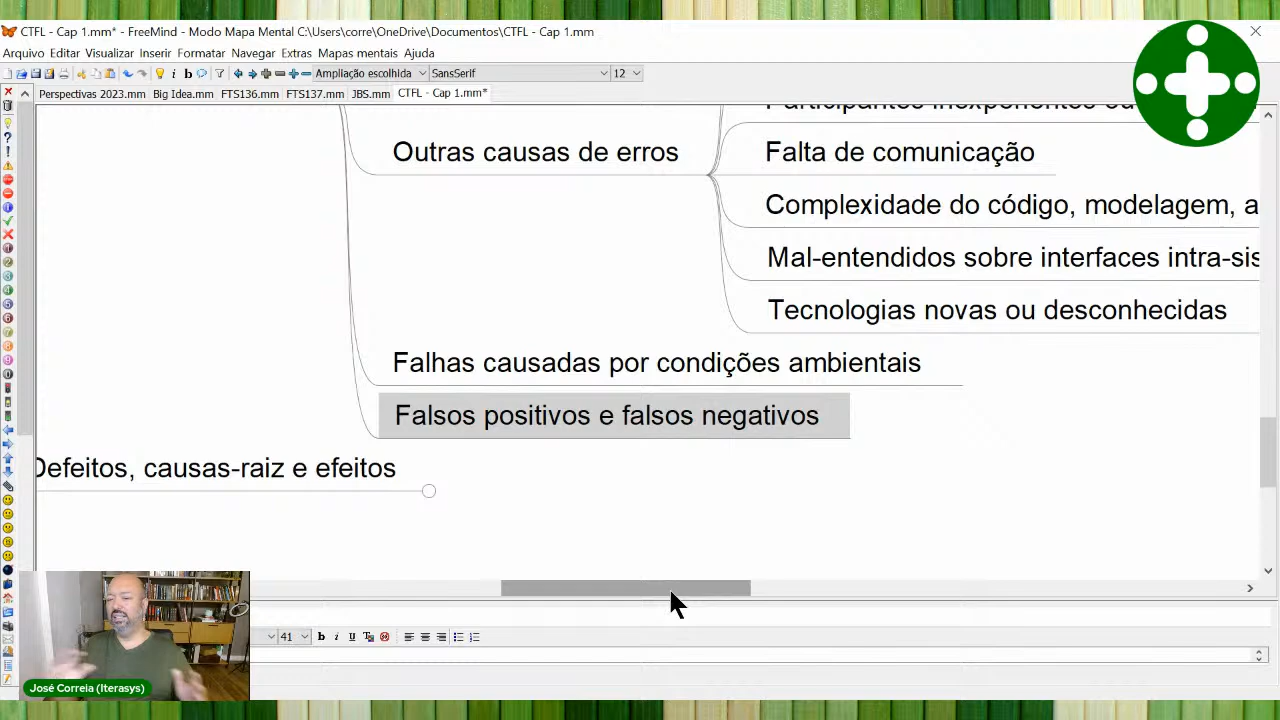 CTFL - Cap 1.mm* - FreeMind - Modo Mapa Mental C:\Users\corre\OneDrive\Documentos\CTFL - Cap 1.mm
Arquivo Editar Visualizar Inserir Formatar Navegar Extras Mapas mentais Ajuda
Ampliação escolhida SansSerif 12
Perspectivas 2023.mm Big Idea.mm FTS136.mm FTS137.mm JBS.mm CTFL - Cap 1.mm*
Outras causas de erros
Falta de comunicação
Complexidade do código, modelagem, a
Mal-entendidos sobre interfaces intra-sis
Tecnologias novas ou desconhecidas
Falhas causadas por condições ambientais
Falsos positivos e falsos negativos
Defeitos, causas-raiz e efeitos
41
José Correia (Iterasys)